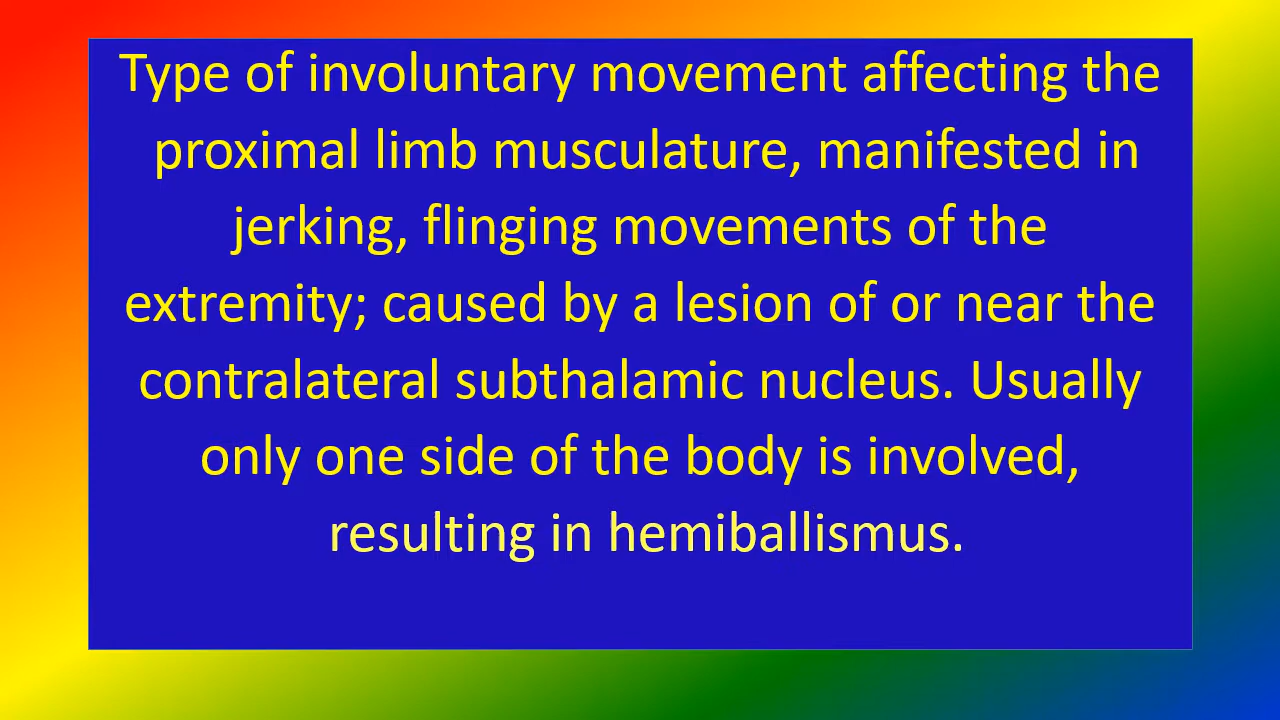 Type of involuntary movement affecting the
proximal limb musculature, manifested in
jerking, flinging movements of the
extremity; caused by a lesion of or near the
contralateral subthalamic nucleus. Usually
only one side of the body is involved,
resulting in hemiballismus.